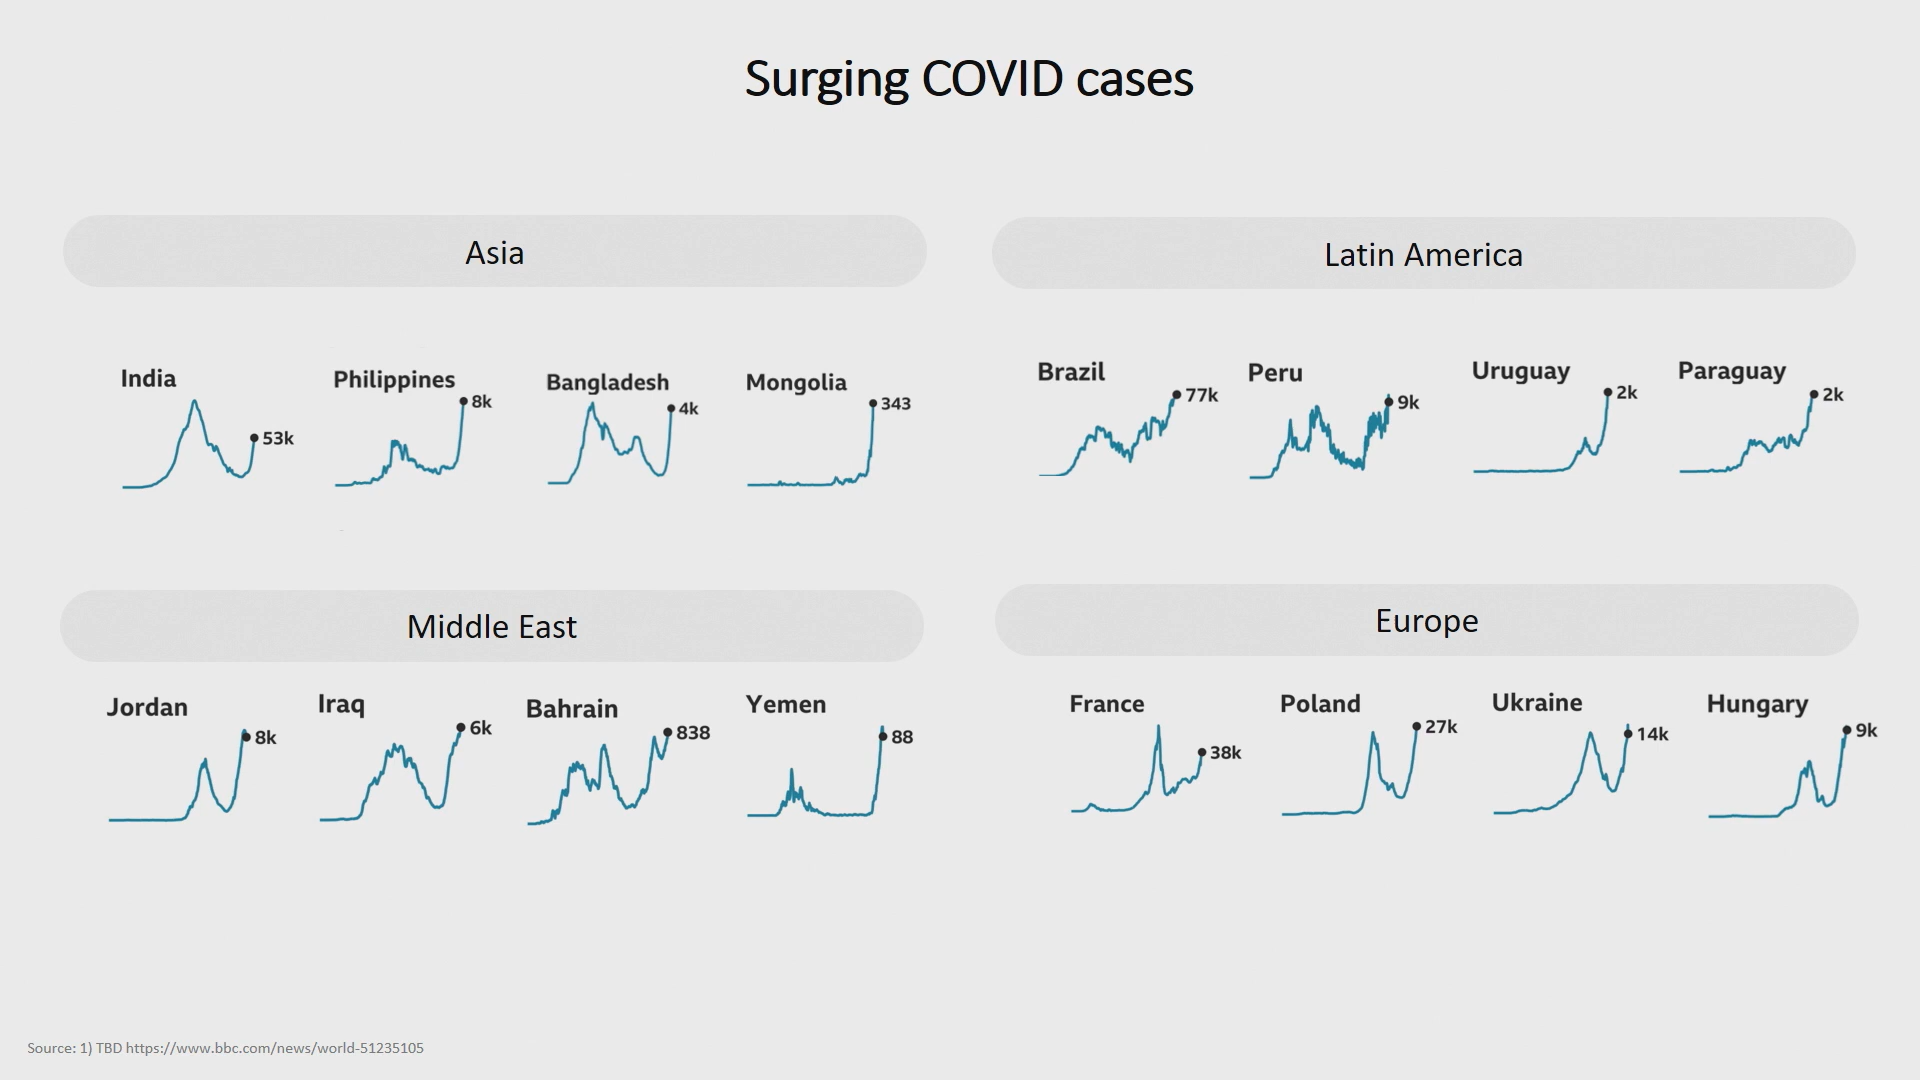 Surging COVID cases
Asia
India
53k
Philippines
8k
Bangladesh
4k
Mongolia
343
Latin America
Brazil
77k
Peru
9k
Uruguay
2k
Paraguay
2k
Middle East
Jordan
8k
Iraq
6k
Bahrain
838
Yemen
88
Europe
France
38k
Poland
27k
Ukraine
14k
Hungary
9k
Source: 1) TBD https://www.bbc.com/news/world-51235105